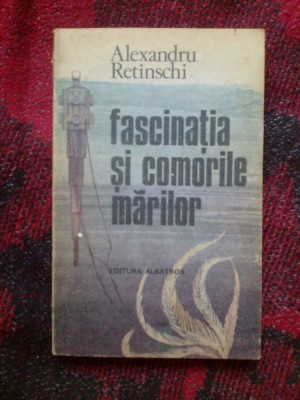 Alexandru
Retinschi
fascinația
și comorile
mărilor
EDITURA ALBATROS